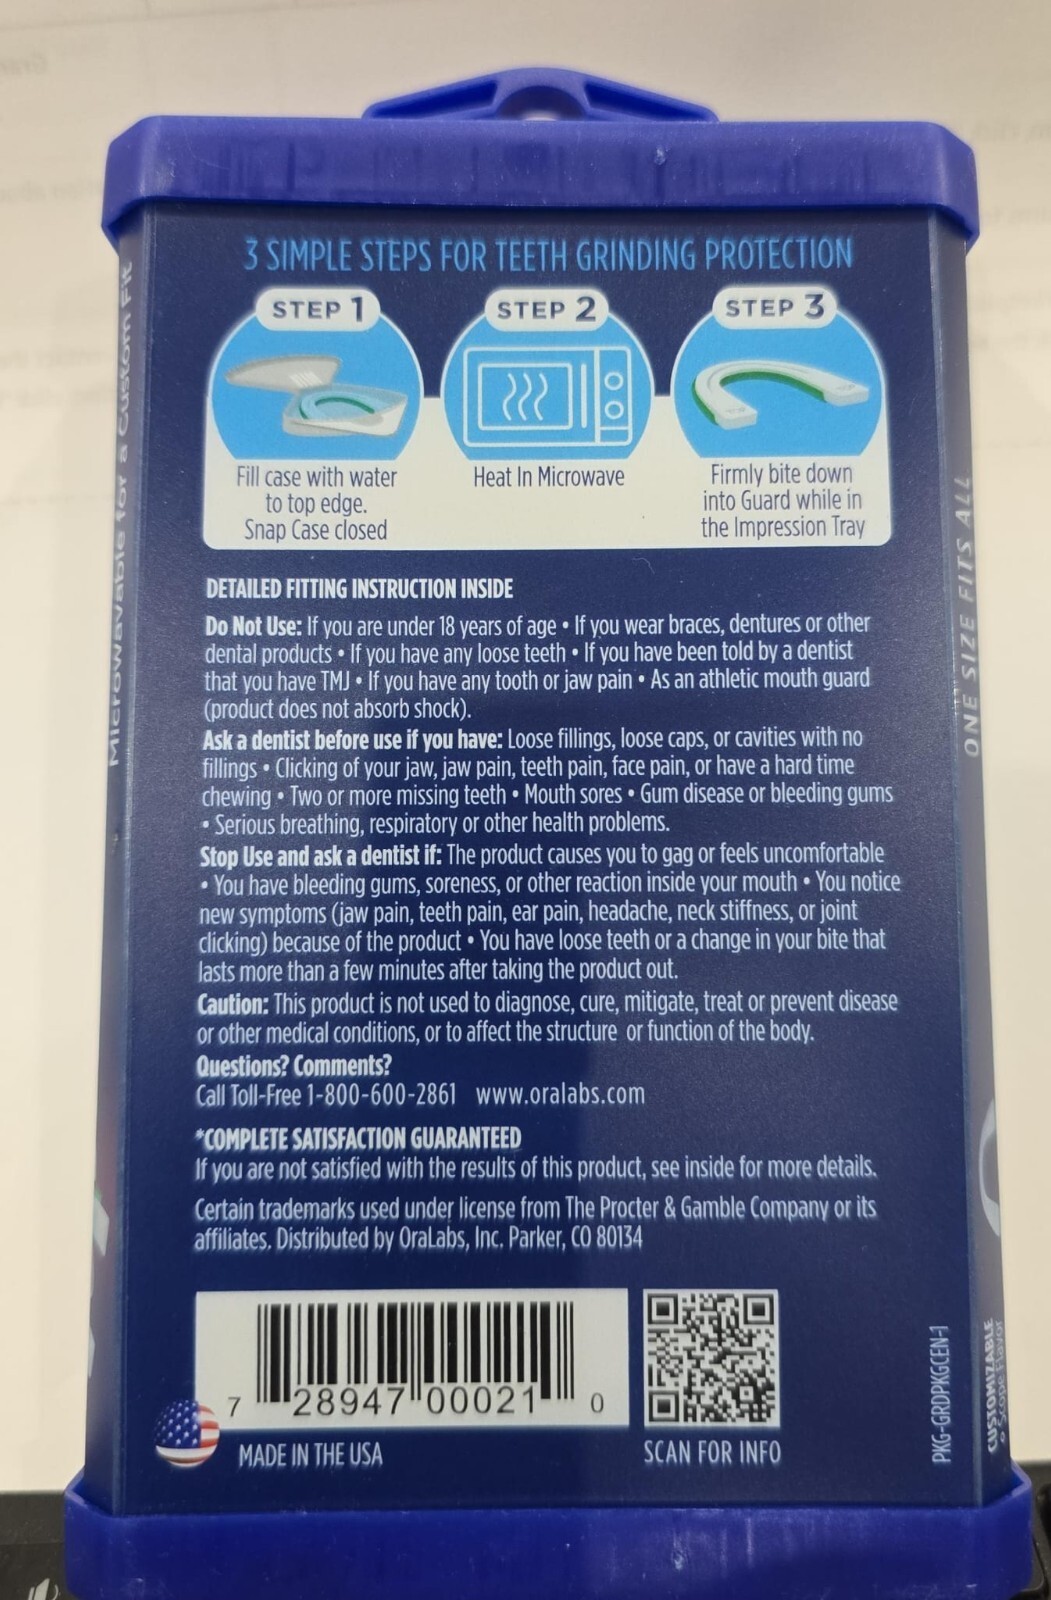 3 SIMPLE STEPS FOR TEETH GRINDING PROTECTION
STEP 1
Fill case with water
to top edge.
Snap Case closed
STEP 2
Heat In Microwave
STEP 3
Firmly bite down
into Guard while in
the Impression Tray
DETAILED FITTING INSTRUCTION INSIDE
Do Not Use: If you are under 18 years of age • If you wear braces, dentures or other
dental products • If you have any loose teeth • If you have been told by a dentist
that you have TMJ • If you have any tooth or jaw pain • As an athletic mouth guard
(product does not absorb shock).
Ask a dentist before use if you have: Loose fillings, loose caps, or cavities with no
fillings • Clicking of your jaw, jaw pain, teeth pain, face pain, or have a hard time
chewing • Two or more missing teeth • Mouth sores • Gum disease or bleeding gums
• Serious breathing, respiratory or other health problems.
Stop Use and ask a dentist if: The product causes you to gag or feels uncomfortable
• You have bleeding gums, soreness, or other reaction inside your mouth • You notice
new symptoms (jaw pain, teeth pain, ear pain, headache, neck stiffness, or joint
clicking) because of the product • You have loose teeth or a change in your bite that
lasts more than a few minutes after taking the product out.
Caution: This product is not used to diagnose, cure, mitigate, treat or prevent disease
or other medical conditions, or to affect the structure or function of the body.
Questions? Comments?
Call Toll-Free 1-800-600-2861 www.oralabs.com
*COMPLETE SATISFACTION GUARANTEED
If you are not satisfied with the results of this product, see inside for more details.
Certain trademarks used under license from The Procter & Gamble Company or its
affiliates. Distributed by OraLabs, Inc. Parker, CO 80134
7 28947 00021 0
MADE IN THE USA
SCAN FOR INFO
PKG-GRDPKGCEN-1
Microwavable for a Custom Fit
ONE SIZE FITS ALL
CUSTOMIZABLE
Scope Flavor